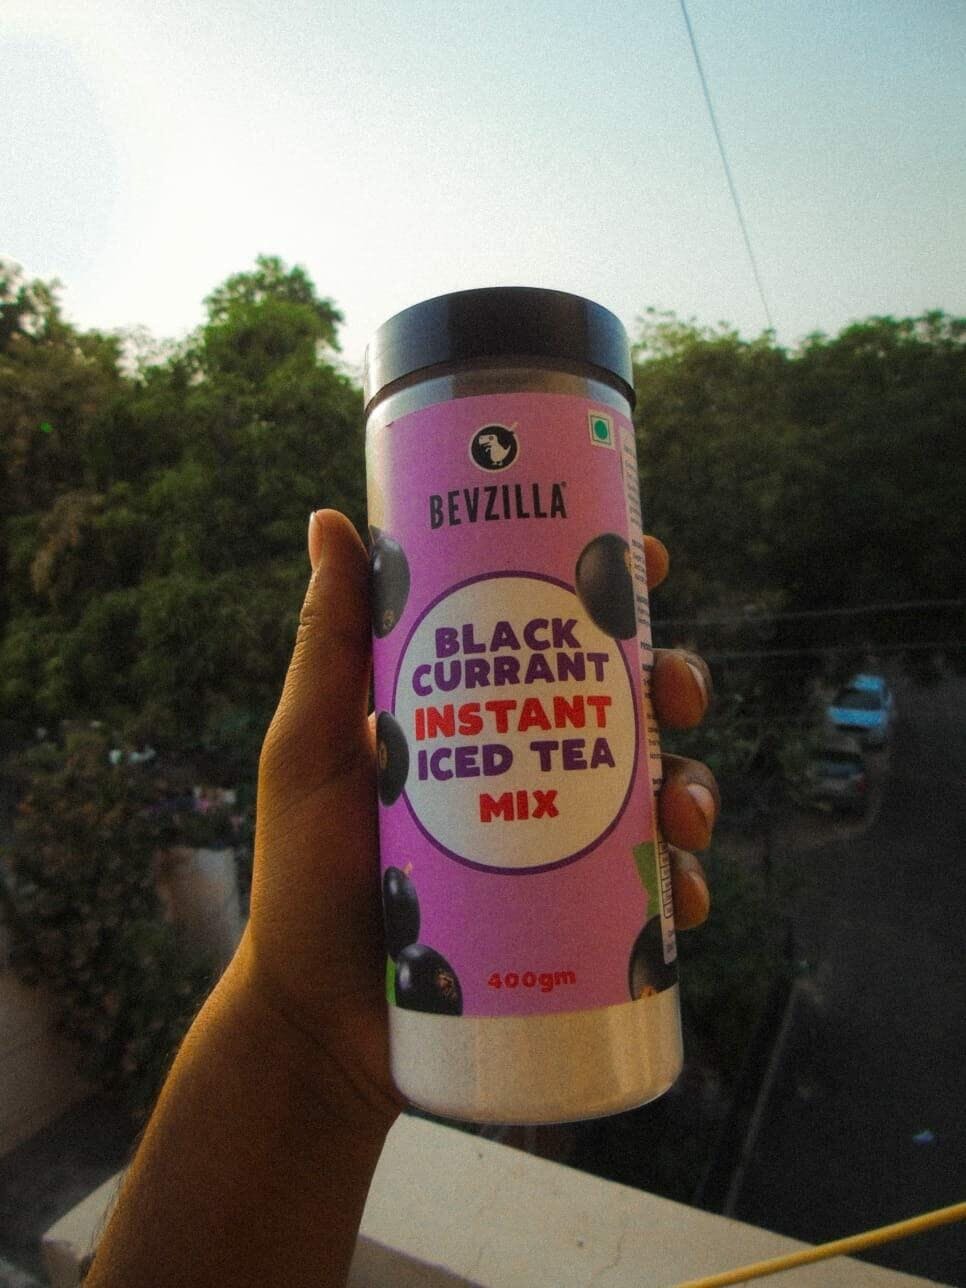 BEVZILLA®
BLACK
CURRANT
INSTANT
ICED TEA
MIX
400gm